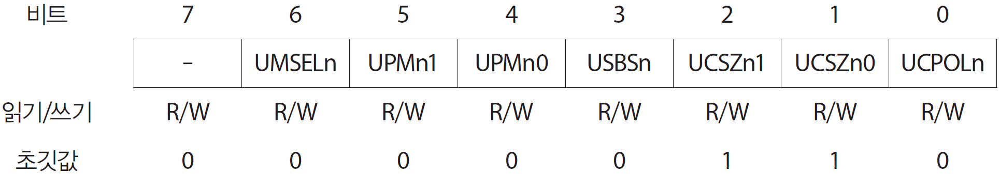 비트 7 6 5 4 3 2 1 0
– UMSELn UPMn1 UPMn0 USBSn UCSZn1 UCSZn0 UCPOLn
읽기/쓰기 R/W R/W R/W R/W R/W R/W R/W R/W
초깃값 0 0 0 0 0 1 1 0